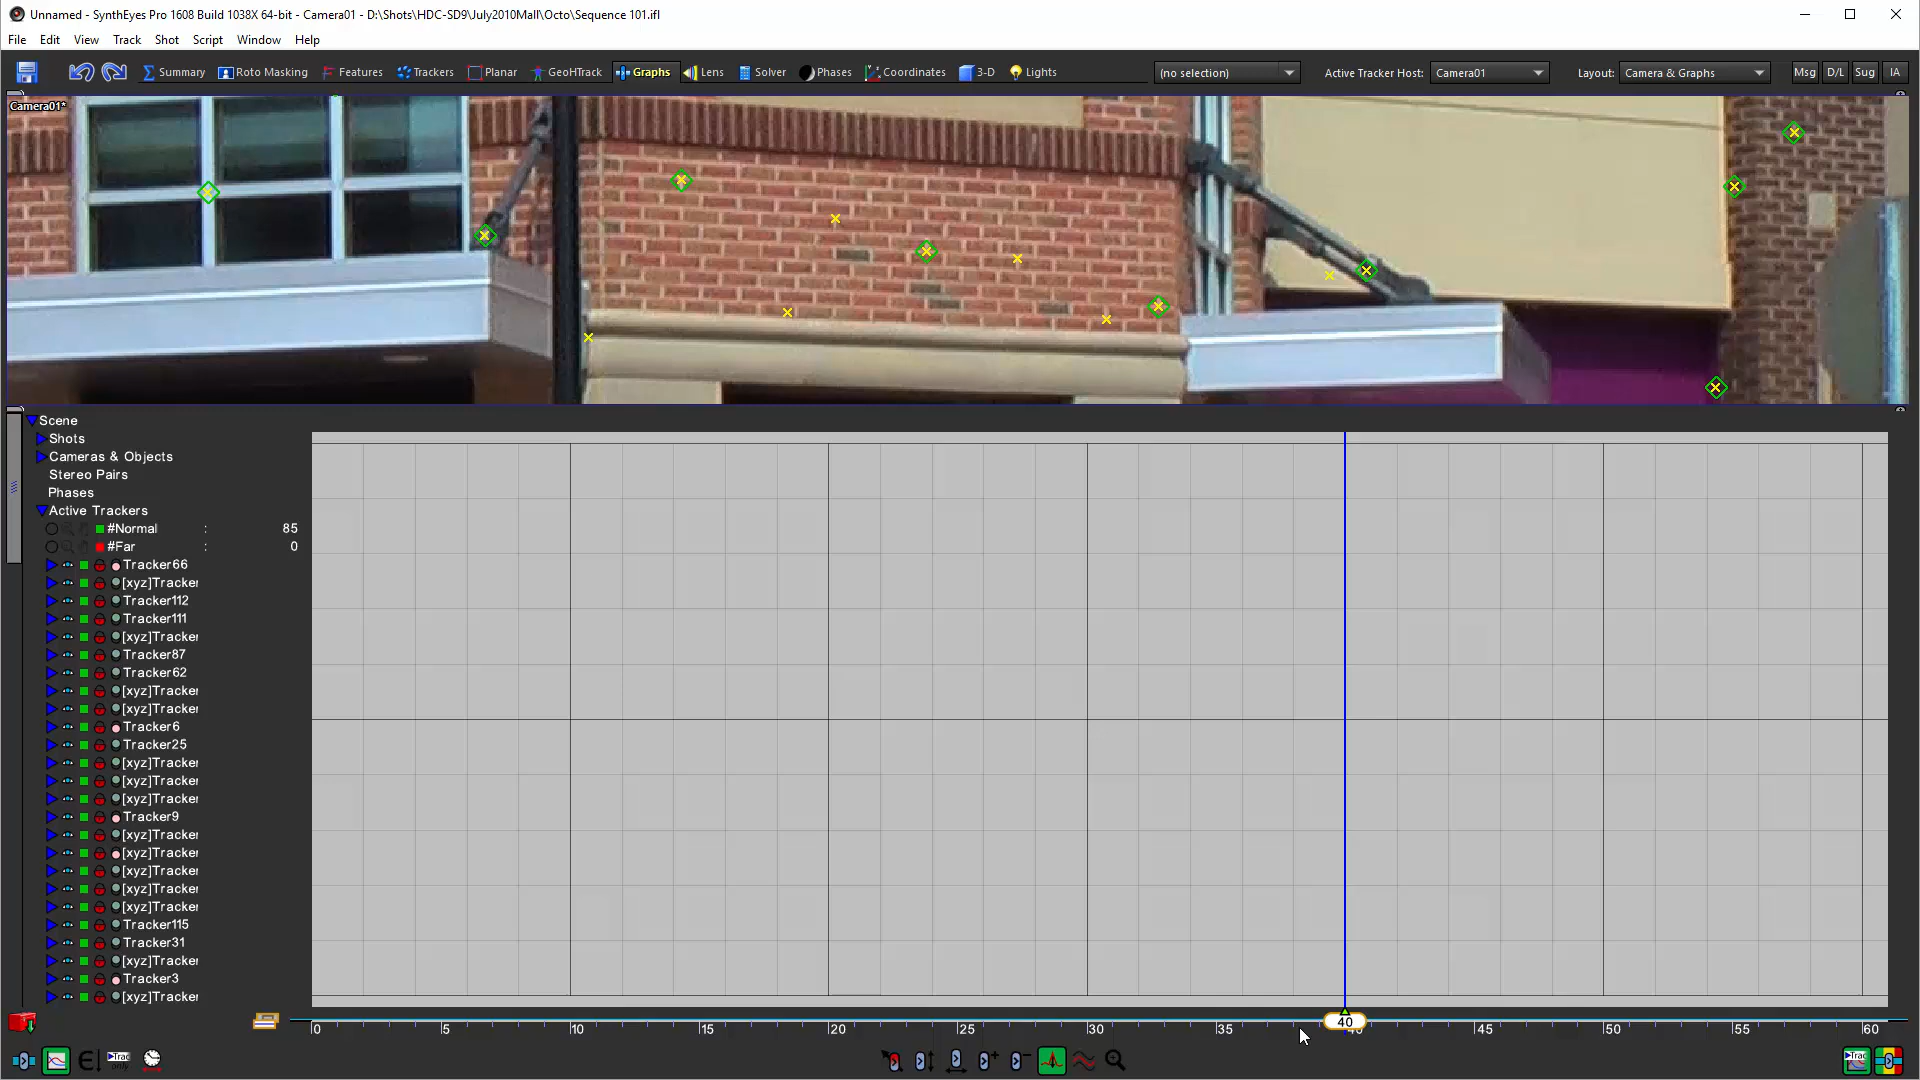 Unnamed - SynthEyes Pro 1608 Build 1038X 64-bit - Camera01 - D:\Shots\HDC-SD9\July2010Mall\Octo\Sequence 101.ifl
File Edit View Track Shot Script Window Help
Summary Roto Masking Features Trackers Planar GeoHTrack Graphs Lens Solver Phases Coordinates 3-D Lights (no selection) Active Tracker Host: Camera01 Layout: Camera & Graphs Msg D/L Sug IA
Camera01*
Scene
Shots
Cameras & Objects
Stereo Pairs
Phases
Active Trackers
#Normal : 85
#Far : 0
Tracker66
[xyz]Tracker
Tracker112
Tracker111
[xyz]Tracker
Tracker87
Tracker62
[xyz]Tracker
[xyz]Tracker
Tracker6
Tracker25
[xyz]Tracker
[xyz]Tracker
[xyz]Tracker
Tracker9
[xyz]Tracker
[xyz]Tracker
[xyz]Tracker
[xyz]Tracker
[xyz]Tracker
Tracker115
Tracker31
[xyz]Tracker
Tracker3
[xyz]Tracker
0 5 10 15 20 25 30 35 40 45 50 55 60
Trac only
Trac